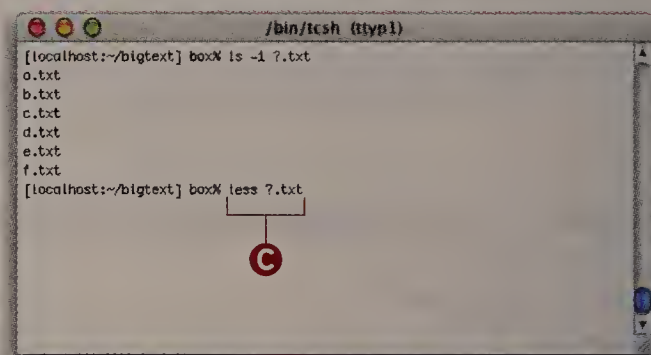 /bin/tcsh (ttyp1)
[localhost:~/bigtext] box% ls -1 ?.txt
a.txt
b.txt
c.txt
d.txt
e.txt
f.txt
[localhost:~/bigtext] box% less ?.txt
C